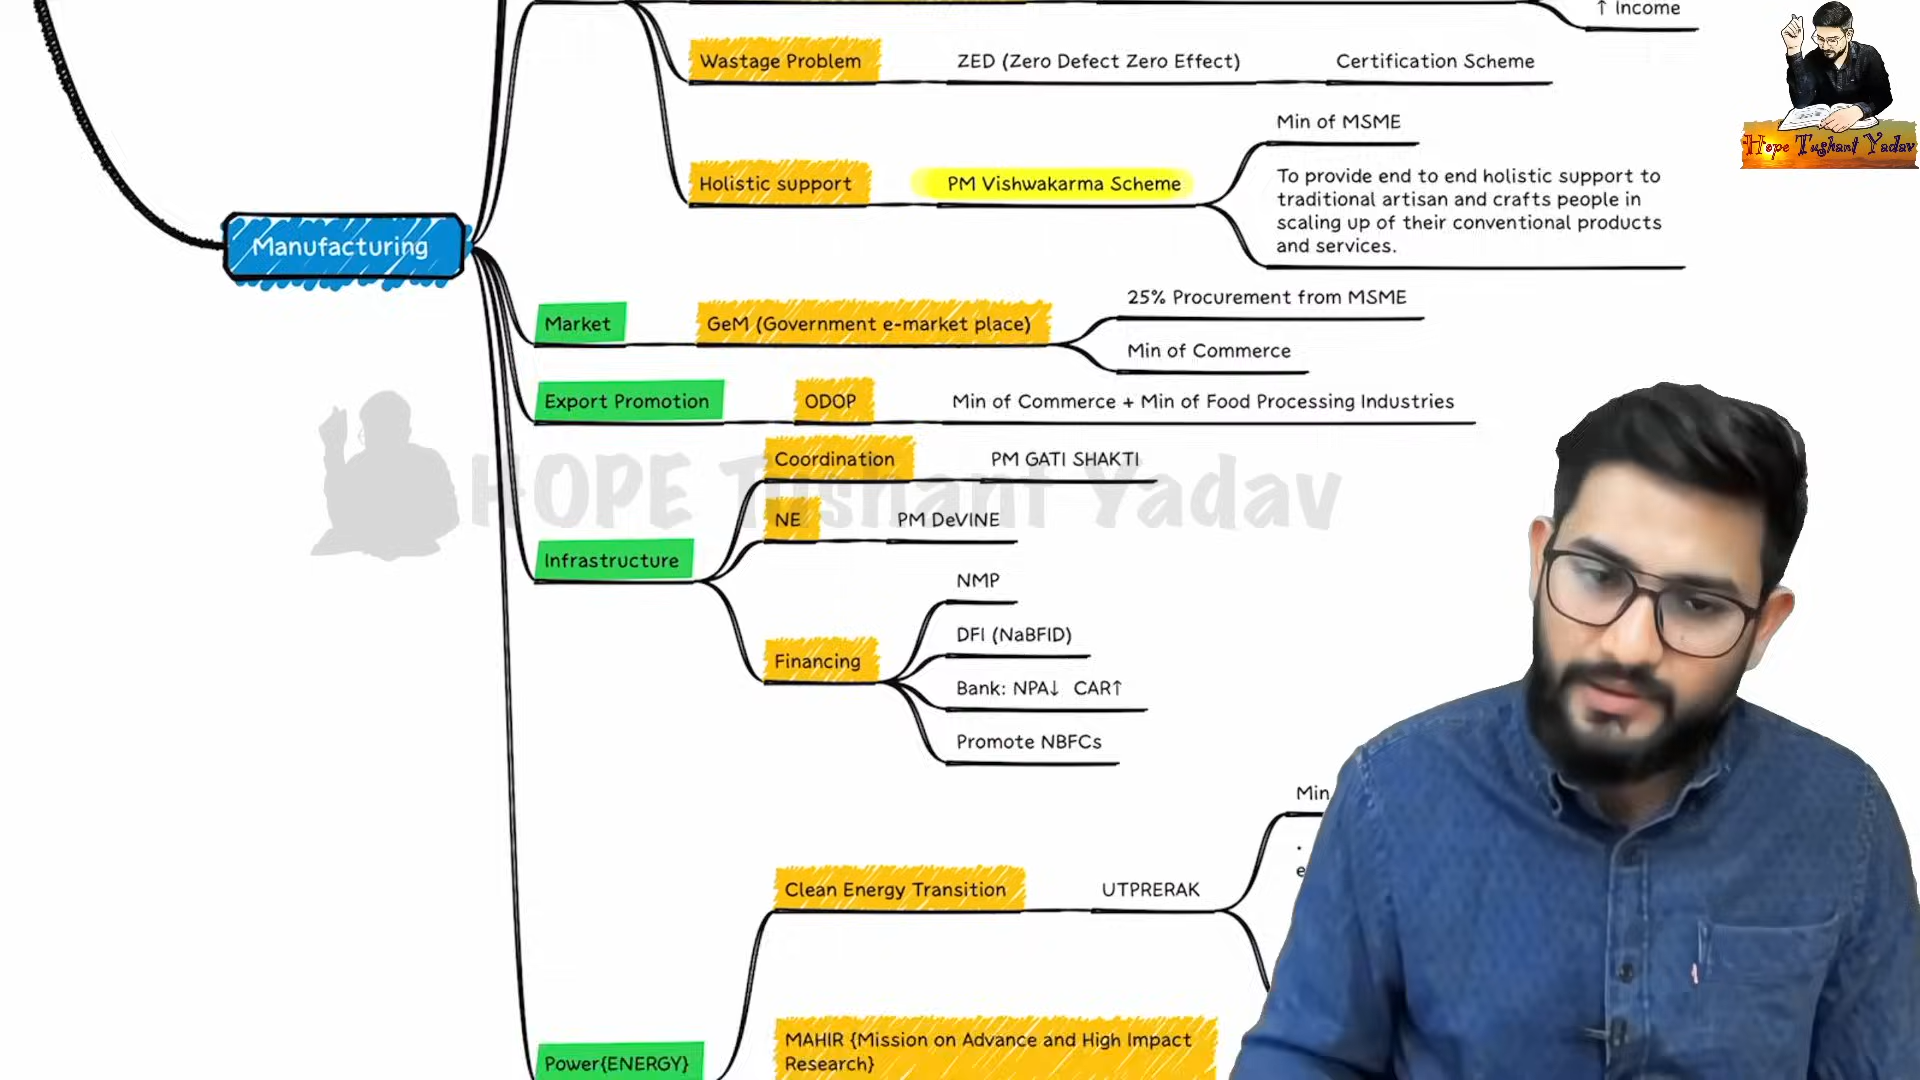 ↑ Income
Wastage Problem
ZED (Zero Defect Zero Effect)
Certification Scheme
Hope Tushant Yadav
Min of MSME
Holistic support
PM Vishwakarma Scheme
To provide end to end holistic support to
traditional artisan and crafts people in
scaling up of their conventional products
and services.
Manufacturing
Market
GeM (Government e-market place)
25% Procurement from MSME
Min of Commerce
Export Promotion
ODOP
Min of Commerce + Min of Food Processing Industries
HOPE Tushant Yadav
Coordination
PM GATI SHAKTI
NE
PM DeVINE
Infrastructure
NMP
DFI (NaBFID)
Financing
Bank: NPA↓ CAR↑
Promote NBFCs
Min
Clean Energy Transition
UTPRERAK
e
Power{ENERGY}
MAHIR {Mission on Advance and High Impact
Research}